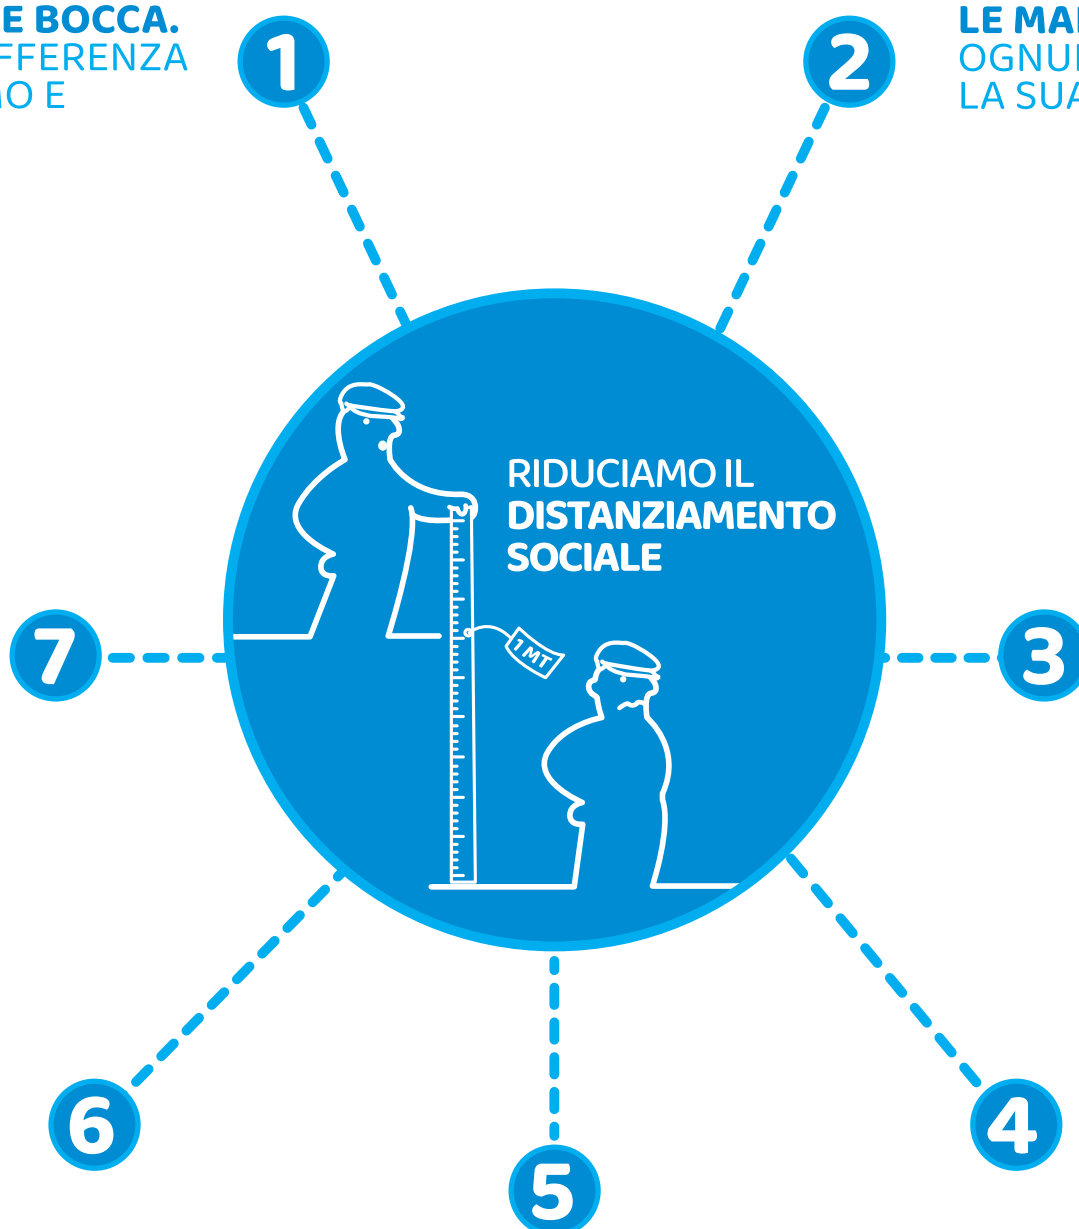 E BOCCA.
FFERENZA
O E
1
2
LE MA
OGNU
LA SUA
RIDUCIAMO IL
DISTANZIAMENTO
SOCIALE
1 MT
7
3
6
4
5